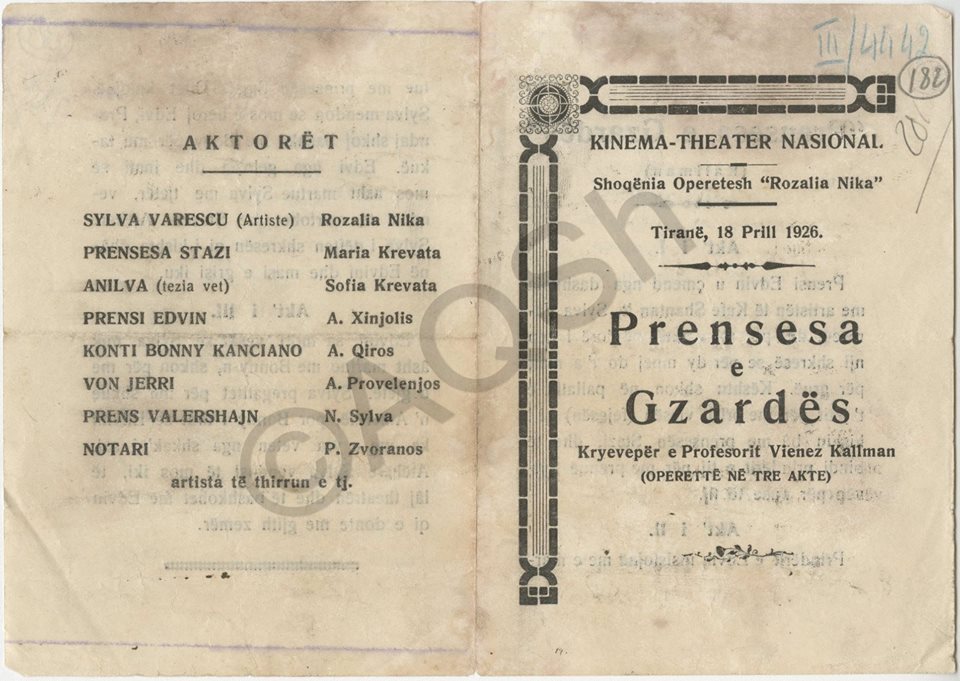 AKTORËT
SYLVA VARESCU (Artiste) Rozalia Nika
PRENSESA STAZI Maria Krevata
ANILVA (tezia vet) Sofia Krevata
PRENSI EDVIN A. Xinjolis
KONTI BONNY KANCIANO A. Qiros
VON JERRI A. Provelenjos
PRENS VALERSHAJN N. Sylva
NOTARI P. Zvoranos
artista të thirrun e tj.
III/4442
182
KINEMA-THEATER NASIONAL.
Shoqënia Operetesh "Rozalia Nika"
Tiranë, 18 Prill 1926.
Prensesa
e
Gzardës
Kryevepër e Profesorit Vienez Kallman
(OPERETTË NË TRE AKTE)
©AQSH